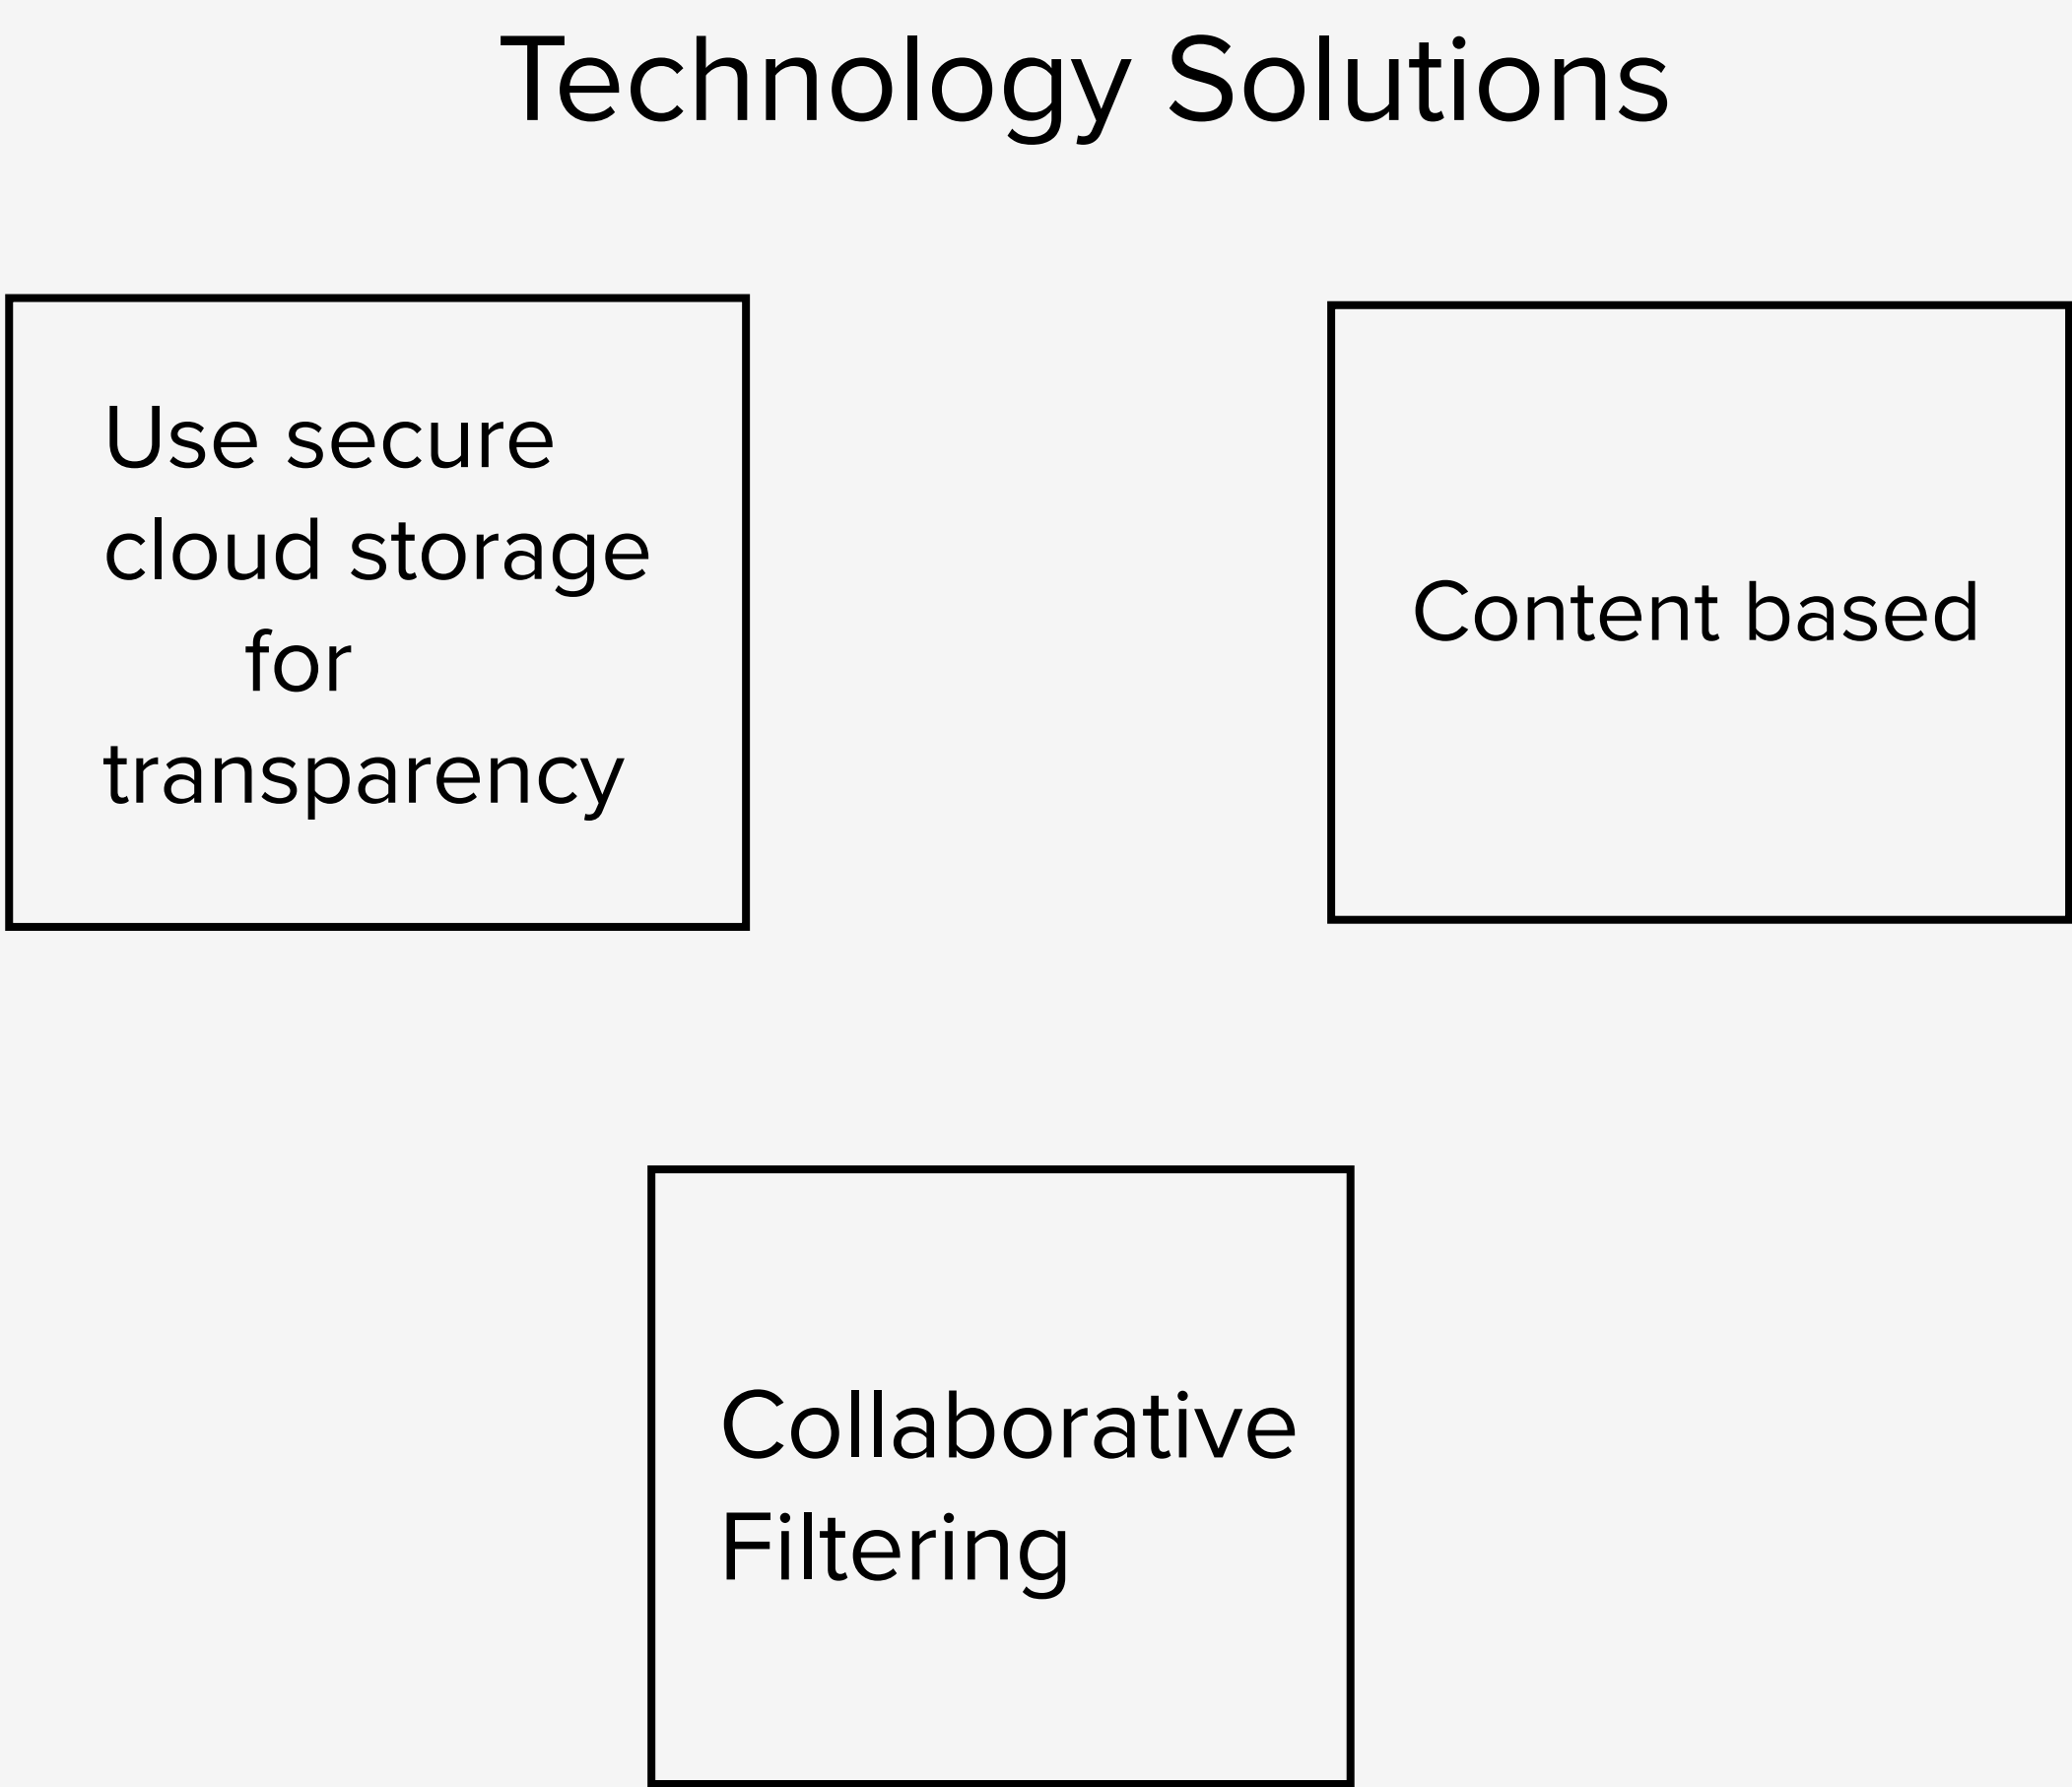 Technology Solutions
Use secure
cloud storage
for
transparency
Content based
Collaborative
Filtering